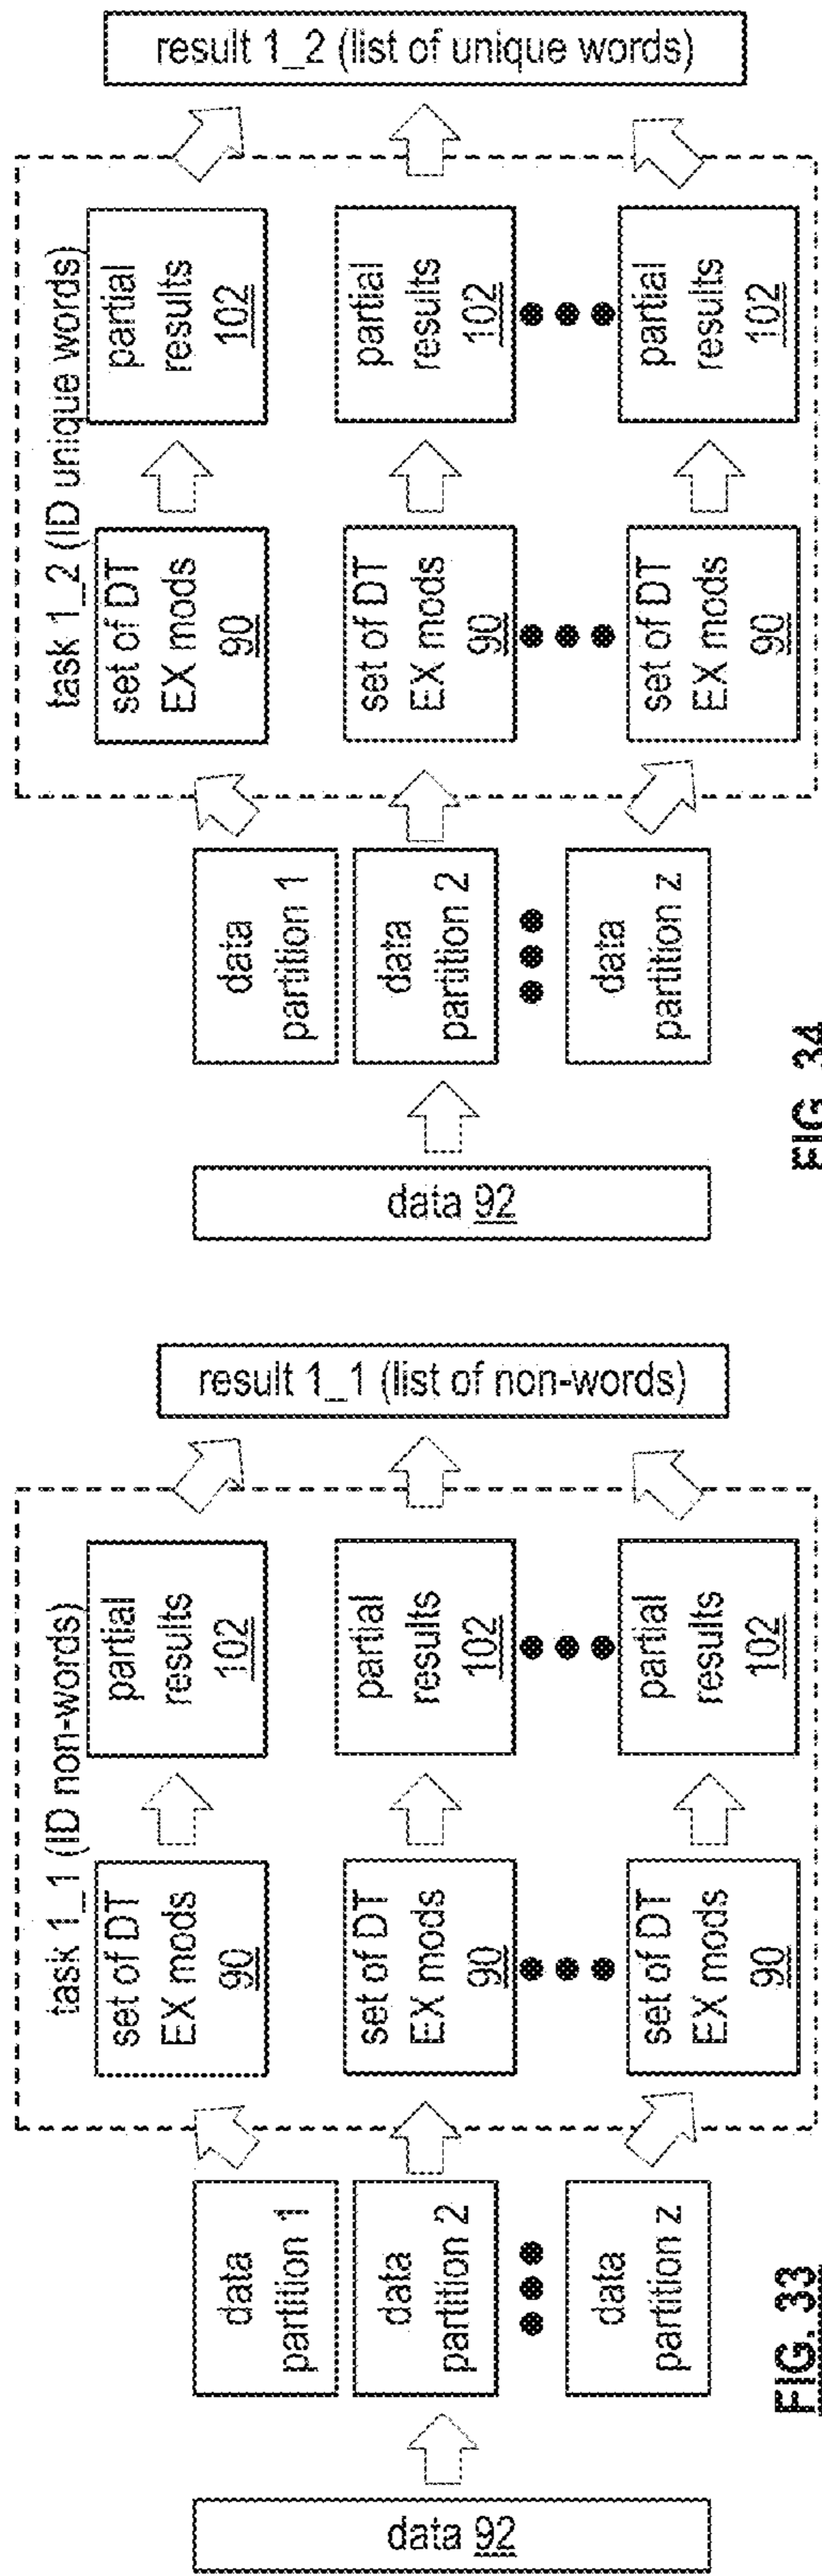 data 92
data
partition 1
data
partition 2
data
partition z
task 1_1 (ID non-words)
set of DT
EX mods
90
set of DT
EX mods
90
set of DT
EX mods
90
partial
results
102
partial
results
102
partial
results
102
result 1_1 (list of non-words)
FIG. 33
data 92
data
partition 1
data
partition 2
data
partition z
task 1_2 (ID unique words)
set of DT
EX mods
90
set of DT
EX mods
90
set of DT
EX mods
90
partial
results
102
partial
results
102
partial
results
102
result 1_2 (list of unique words)
FIG. 34